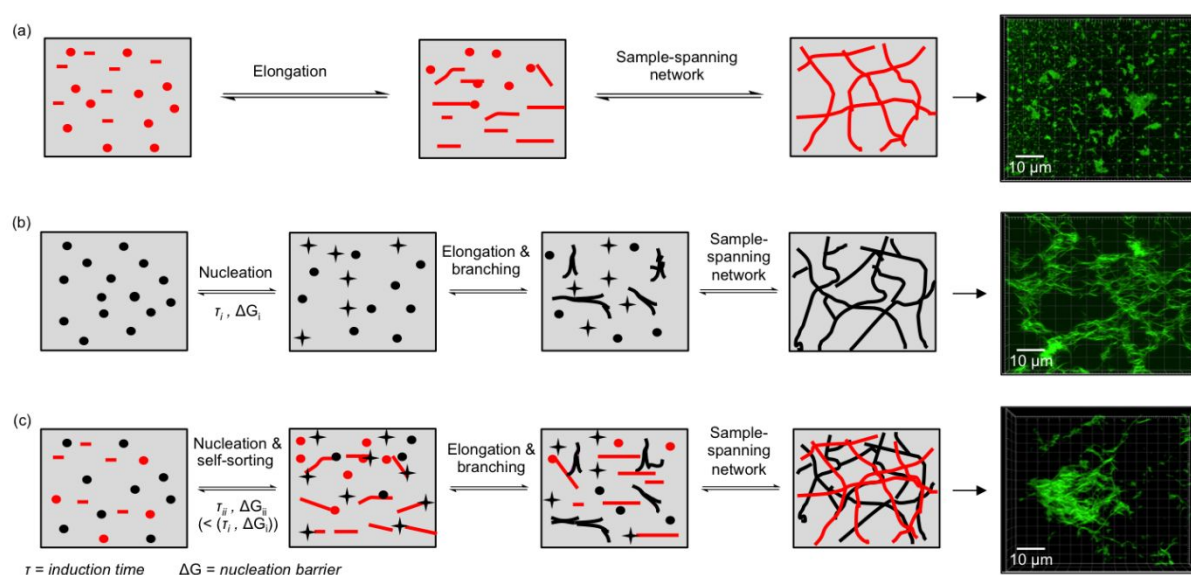 (a)
Elongation
Sample-spanning
network
10 µm
(b)
Nucleation
τi , ΔGi
Elongation &
branching
Sample-
spanning
network
10 µm
(c)
Nucleation &
self-sorting
τii , ΔGii
(< (τi , ΔGi))
Elongation &
branching
Sample-
spanning
network
10 µm
τ = induction time ΔG = nucleation barrier